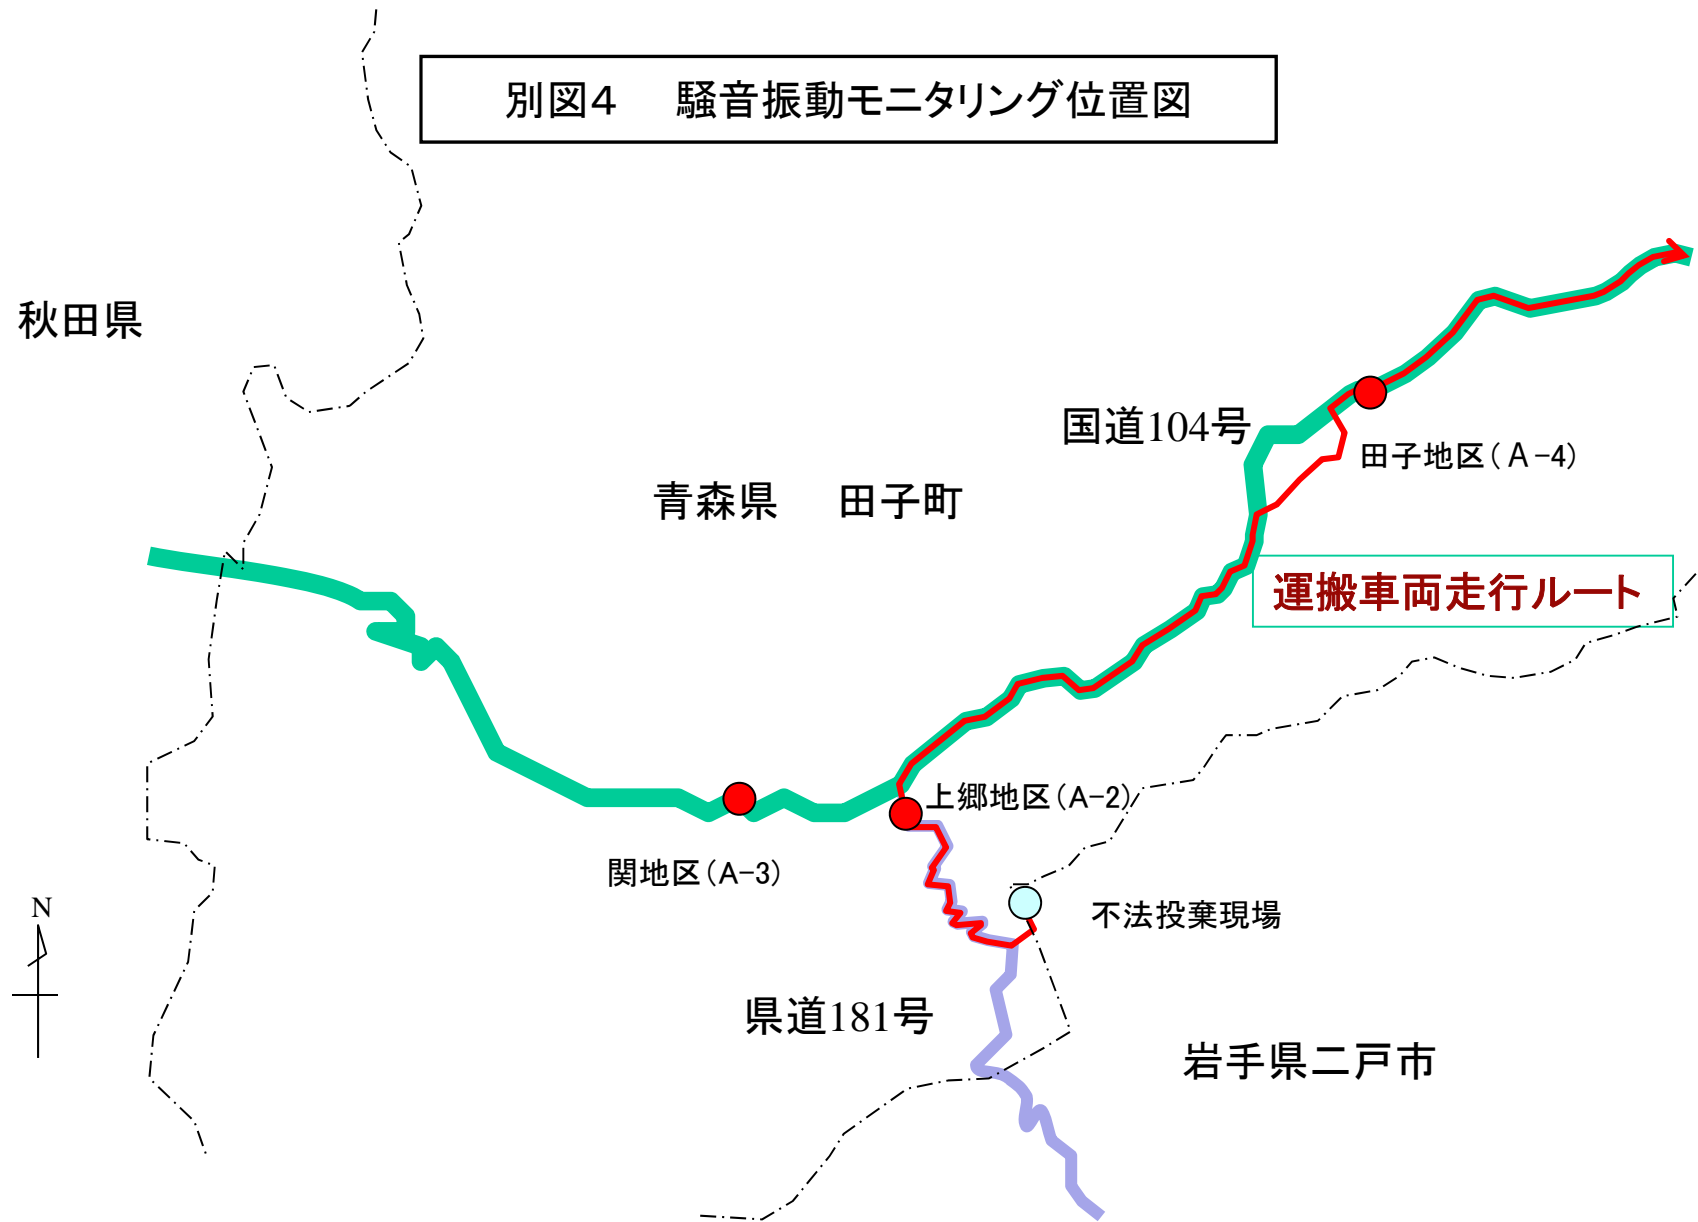 別図4　騒音振動モニタリング位置図
秋田県
国道104号
田子地区(A-4)
青森県　田子町
運搬車両走行ルート
上郷地区(A-2)
関地区(A-3)
N
不法投棄現場
県道181号
岩手県二戸市